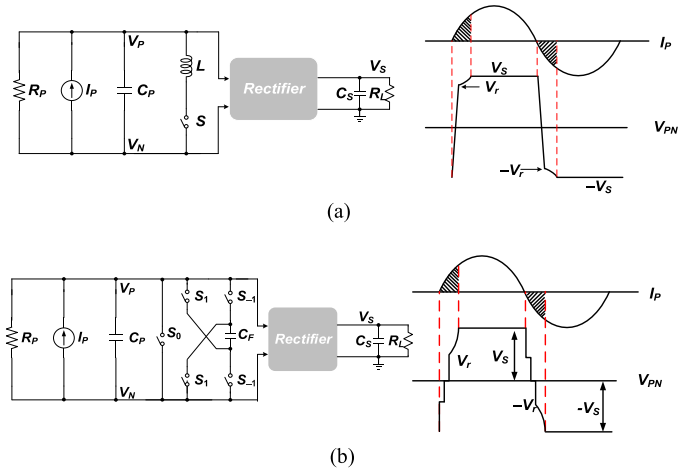 V_P
V_S
I_P
R_P I_P C_P L S Rectifier C_S R_L
V_N
V_S
V_r
V_PN
–V_r
–V_S
(a)
V_P
V_S
I_P
R_P I_P C_P S_0 S_1 S_–1 C_F Rectifier C_S R_L
S_1 S_–1
V_N
V_r V_S
V_PN
–V_r -V_S
(b)